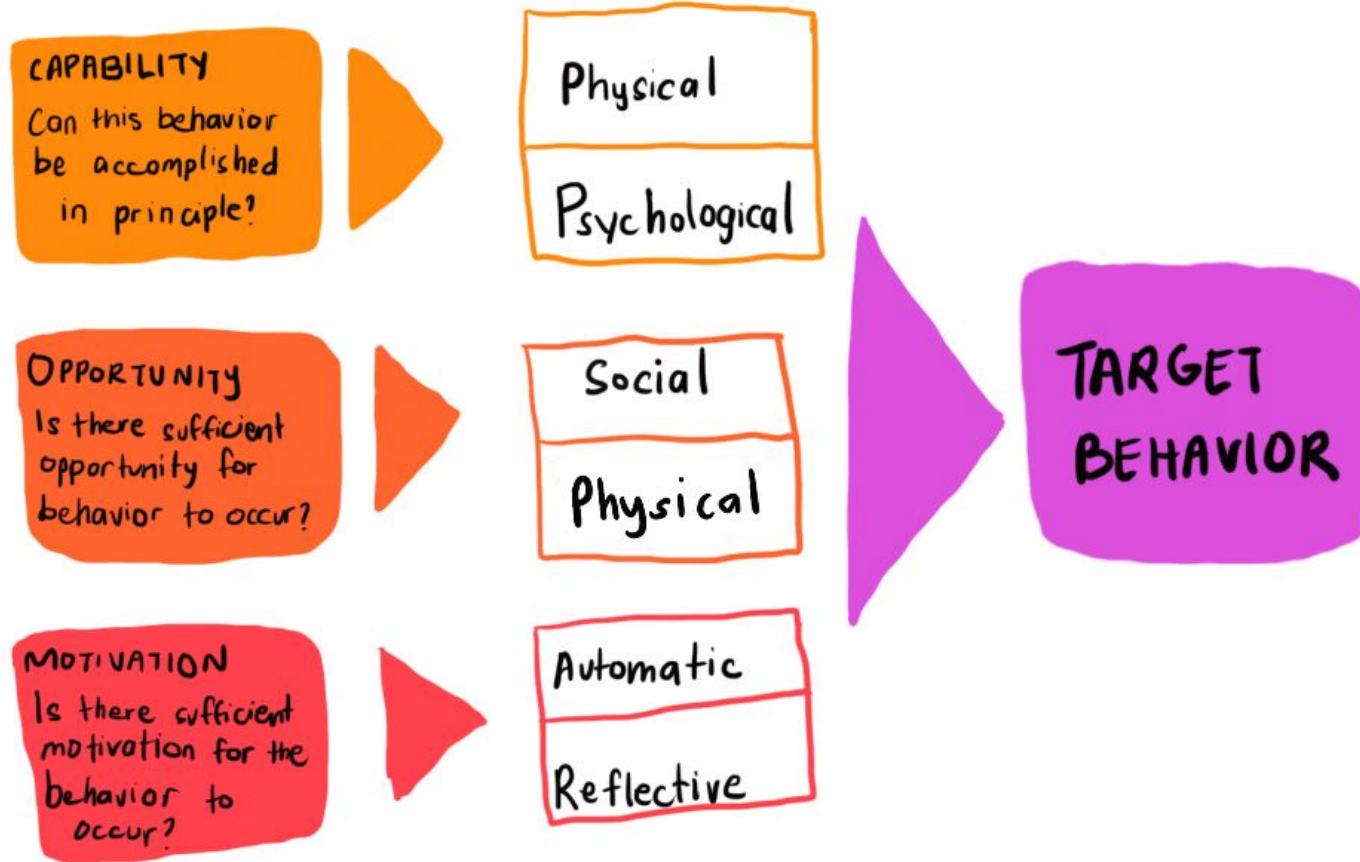 CAPABILITY
Can this behavior
be accomplished
in principle?
Physical
Psychological
OPPORTUNITY
Is there sufficient
opportunity for
behavior to occur?
Social
Physical
MOTIVATION
Is there sufficient
motivation for the
behavior to
occur?
Automatic
Reflective
TARGET
BEHAVIOR